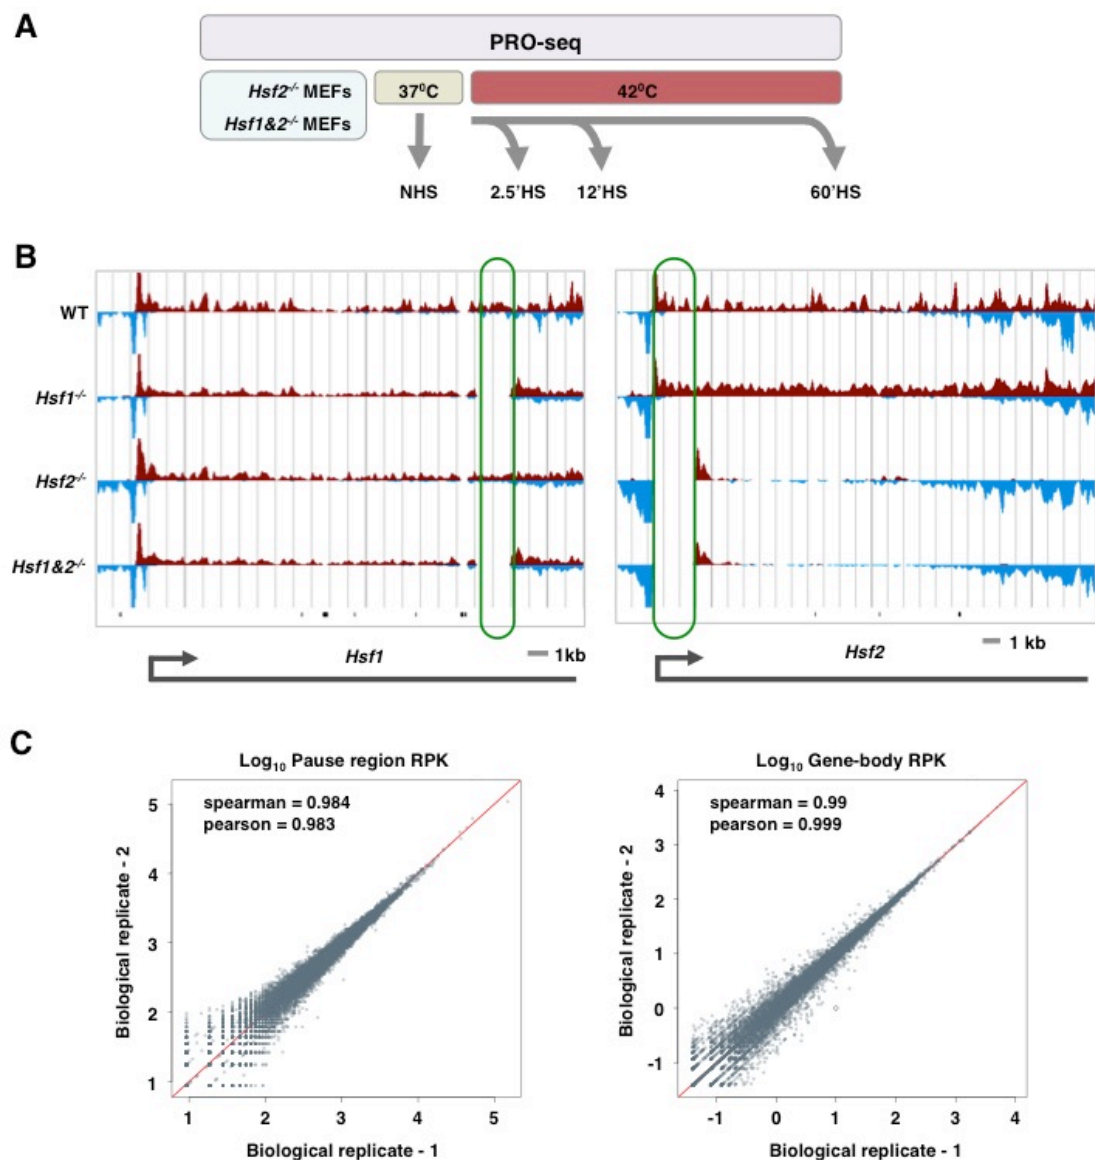 A
PRO-seq
Hsf2-/- MEFs
Hsf1&2-/- MEFs
37⁰C
42⁰C
NHS
2.5'HS
12'HS
60'HS
B
WT
Hsf1-/-
Hsf2-/-
Hsf1&2-/-
Hsf1
1kb
Hsf2
1 kb
C
Log10 Pause region RPK
spearman = 0.984
pearson = 0.983
Biological replicate - 2
5
4
3
2
1
1 2 3 4 5
Biological replicate - 1
Log10 Gene-body RPK
spearman = 0.99
pearson = 0.999
Biological replicate - 2
4
3
2
1
0
-1
-1 0 1 2 3 4
Biological replicate - 1